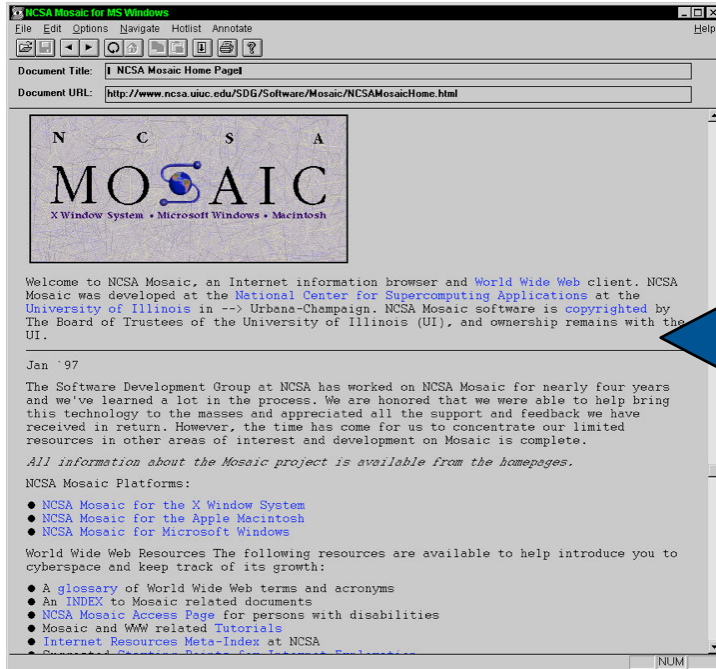 NCSA Mosaic for MS Windows
File Edit Options Navigate Hotlist Annotate Help
Document Title: NCSA Mosaic Home Page
Document URL: http://www.ncsa.uiuc.edu/SDG/Software/Mosaic/NCSAMosaicHome.html
N C S A
MOSAIC
X Window System • Microsoft Windows • Macintosh
Welcome to NCSA Mosaic, an Internet information browser and World Wide Web client. NCSA
Mosaic was developed at the National Center for Supercomputing Applications at the
University of Illinois in --> Urbana-Champaign. NCSA Mosaic software is copyrighted by
The Board of Trustees of the University of Illinois (UI), and ownership remains with the
UI.
Jan `97
The Software Development Group at NCSA has worked on NCSA Mosaic for nearly four years
and we've learned a lot in the process. We are honored that we were able to help bring
this technology to the masses and appreciated all the support and feedback we have
received in return. However, the time has come for us to concentrate our limited
resources in other areas of interest and development on Mosaic is complete.
All information about the Mosaic project is available from the homepages.
NCSA Mosaic Platforms:
● NCSA Mosaic for the X Window System
● NCSA Mosaic for the Apple Macintosh
● NCSA Mosaic for Microsoft Windows
World Wide Web Resources The following resources are available to help introduce you to
cyberspace and keep track of its growth:
● A glossary of World Wide Web terms and acronyms
● An INDEX to Mosaic related documents
● NCSA Mosaic Access Page for persons with disabilities
● Mosaic and WWW related Tutorials
● Internet Resources Meta-Index at NCSA
● Suggested Starting Points for Internet Exploration
NUM